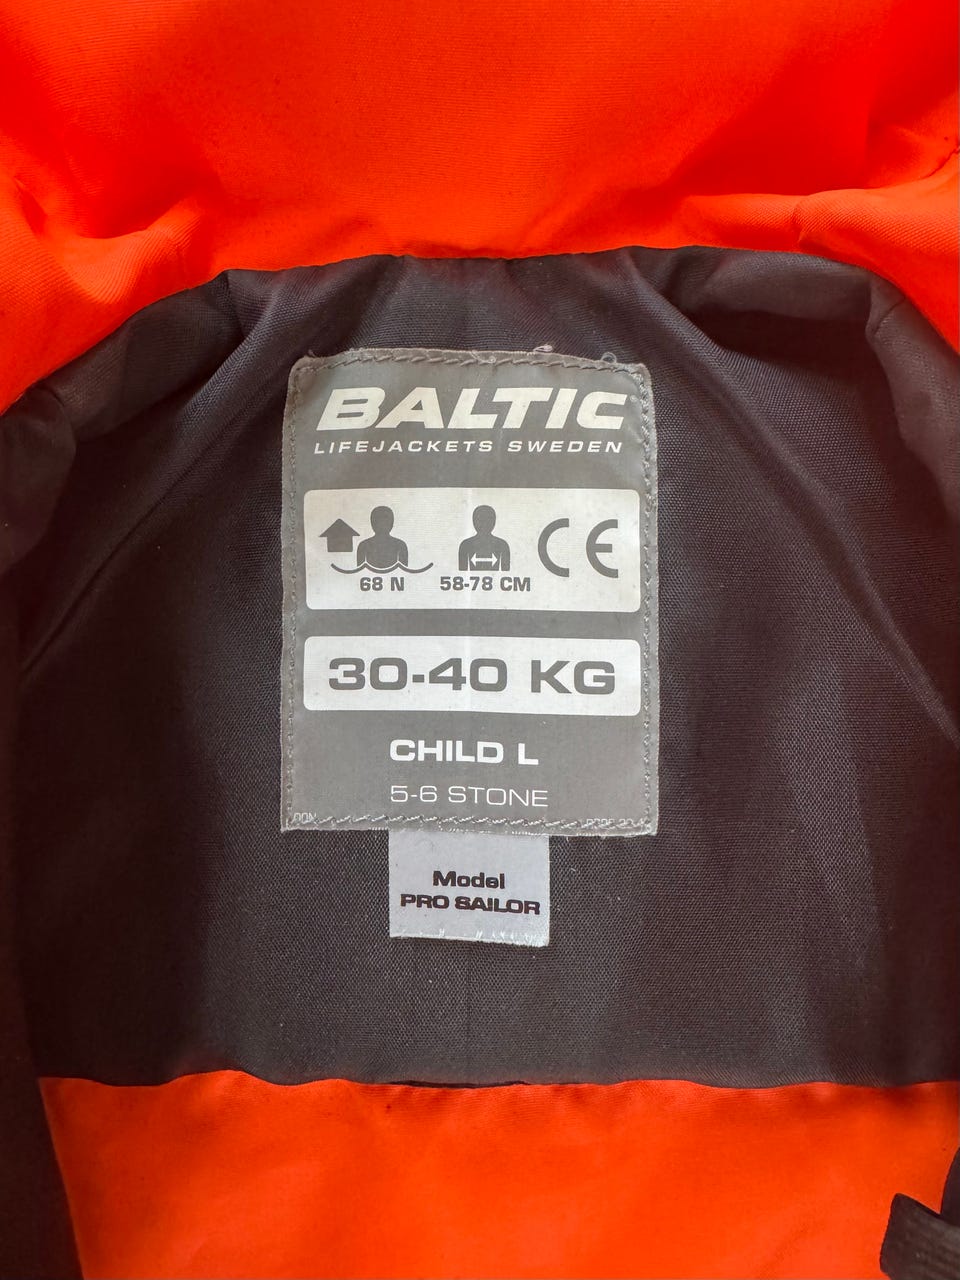 BALTIC
LIFEJACKETS SWEDEN
68 N
58-78 CM
CE
30-40 KG
CHILD L
5-6 STONE
Model
PRO SAILOR